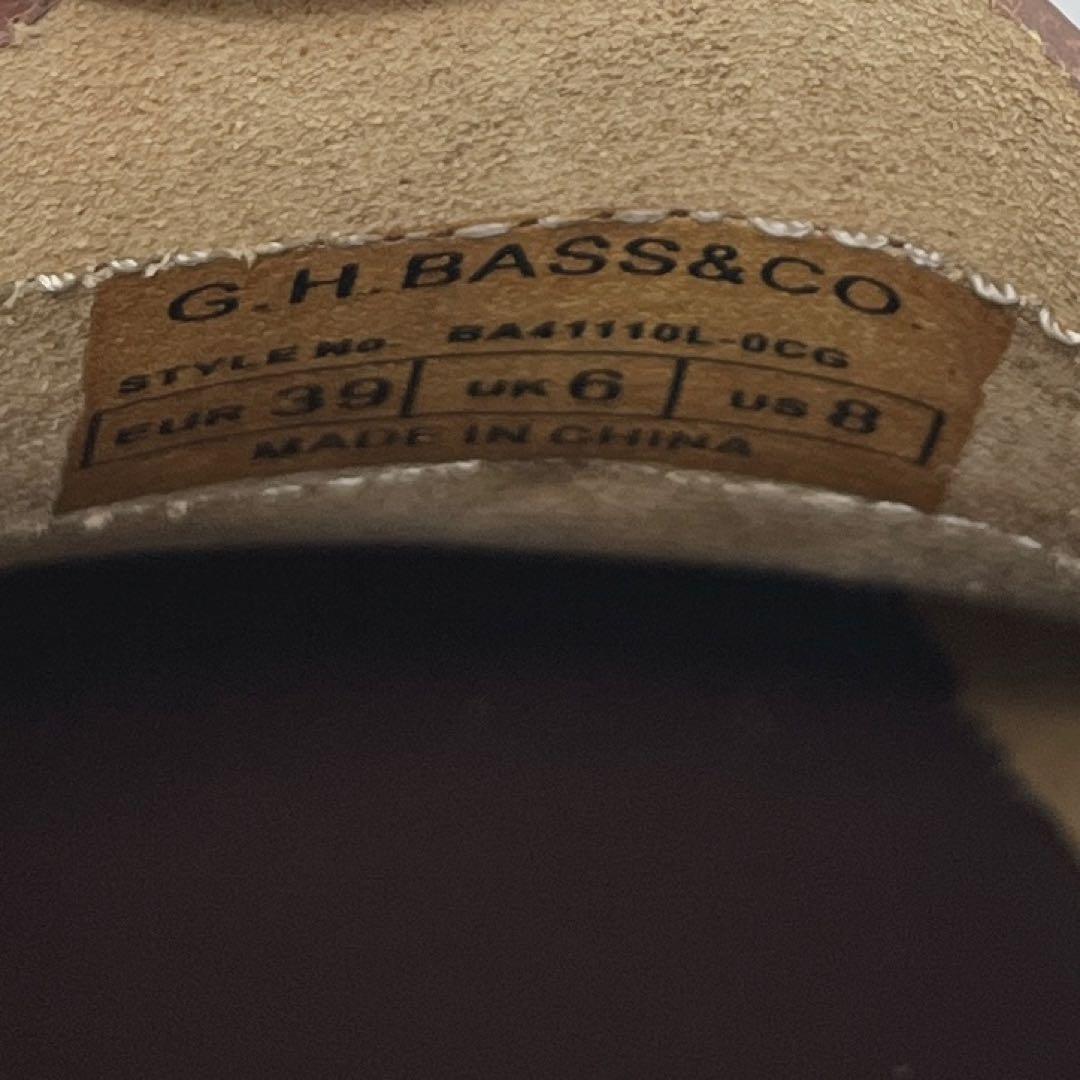 G.H.BASS&CO.
STYLE No. BA41110L-0CG
EUR 39 UK 6 US 8
MADE IN CHINA